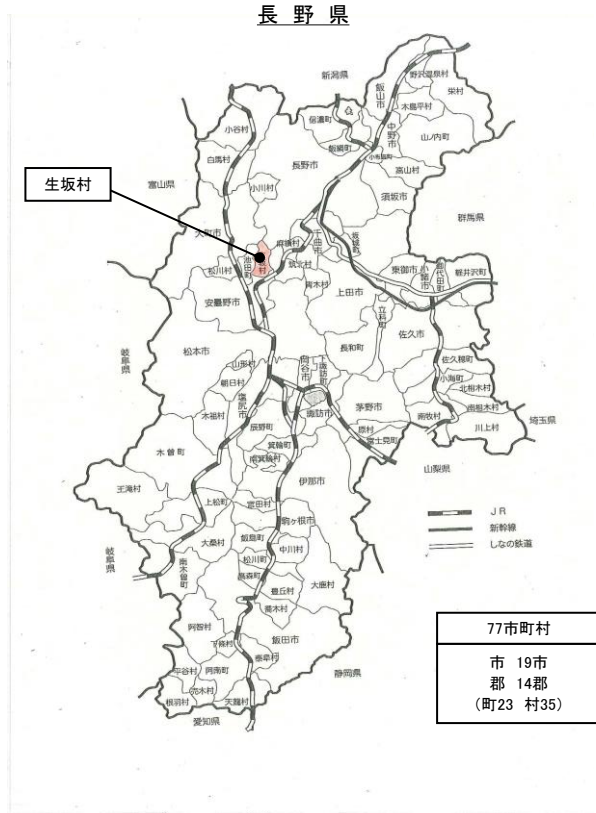 長野県
新潟県
野沢温泉村
栄村
飯山市
木島平村
信濃町
中野市
山ノ内町
小谷村
飯綱町
白馬村
長野市
高山村
生坂村
富山県
小川村
須坂市
群馬県
大町市
千曲市
坂城町
麻績村
池田町
東御市
小諸市
御代田町
軽井沢町
松川村
筑北村
青木村
上田市
安曇野市
立科町
佐久市
岐阜県
松本市
長和町
岡谷市
下諏訪町
佐久穂町
山形村
小海町
朝日村
北相木村
塩尻市
茅野市
諏訪市
南相木村
木祖村
南牧村
埼玉県
辰野町
原村
川上村
富士見町
木曽町
箕輪町
南箕輪村
山梨県
伊那市
王滝村
上松町
宮田村
駒ヶ根市
JR
新幹線
しなの鉄道
大桑村
飯島町
中川村
岐阜県
南木曽町
松川町
高森町
大鹿村
豊丘村
喬木村
阿智村
飯田市
下條村
泰阜村
静岡県
平谷村
阿南町
売木村
根羽村
天龍村
愛知県
77市町村
市 19市
郡 14郡
(町23 村35)